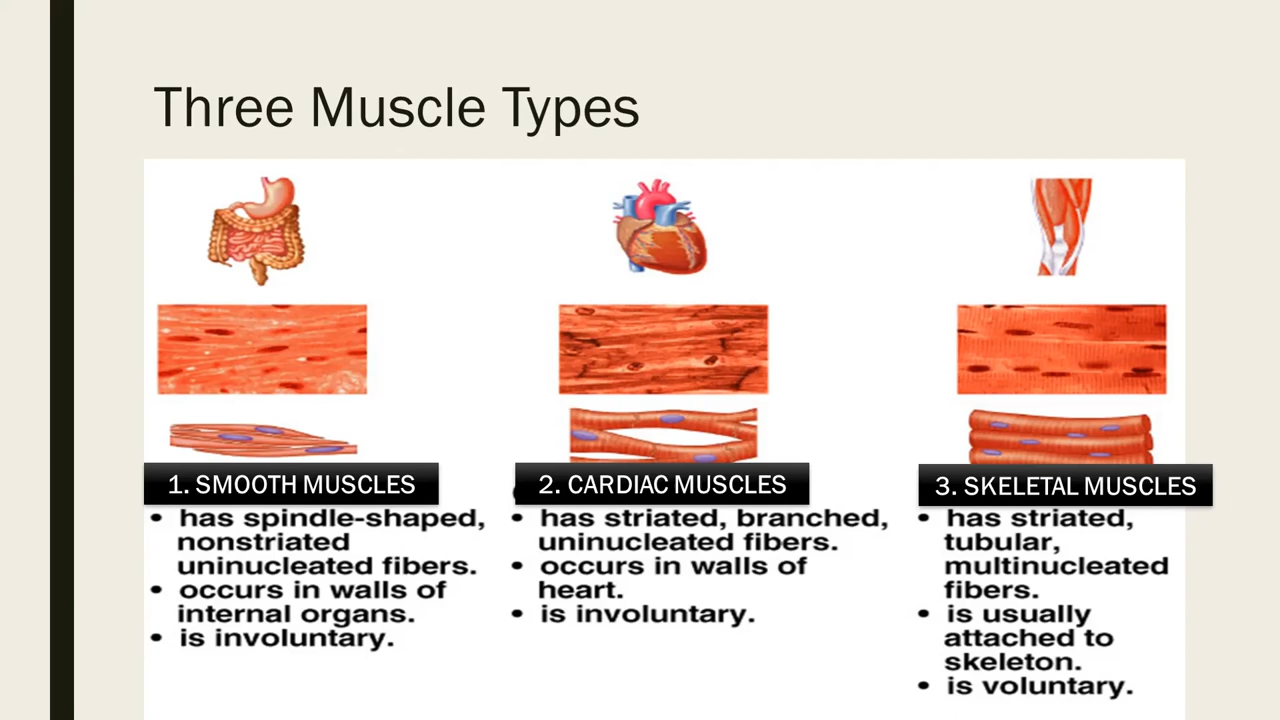 Three Muscle Types
1. SMOOTH MUSCLES
• has spindle-shaped,
nonstriated
uninucleated fibers.
• occurs in walls of
internal organs.
• is involuntary.
2. CARDIAC MUSCLES
• has striated, branched,
uninucleated fibers.
• occurs in walls of
heart.
• is involuntary.
3. SKELETAL MUSCLES
• has striated,
tubular,
multinucleated
fibers.
• is usually
attached to
skeleton.
• is voluntary.